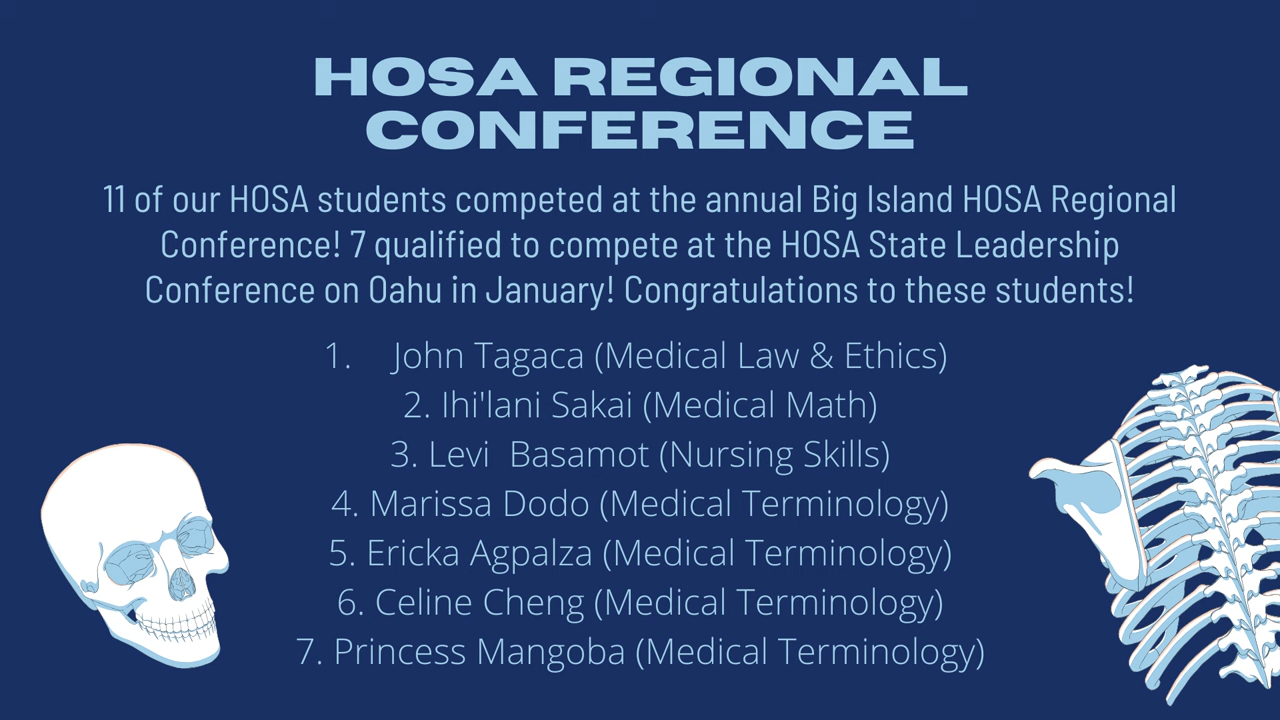 HOSA REGIONAL
CONFERENCE
11 of our HOSA students competed at the annual Big Island HOSA Regional
Conference! 7 qualified to compete at the HOSA State Leadership
Conference on Oahu in January! Congratulations to these students!
1. John Tagaca (Medical Law & Ethics)
2. Ihi'lani Sakai (Medical Math)
3. Levi Basamot (Nursing Skills)
4. Marissa Dodo (Medical Terminology)
5. Ericka Agpalza (Medical Terminology)
6. Celine Cheng (Medical Terminology)
7. Princess Mangoba (Medical Terminology)